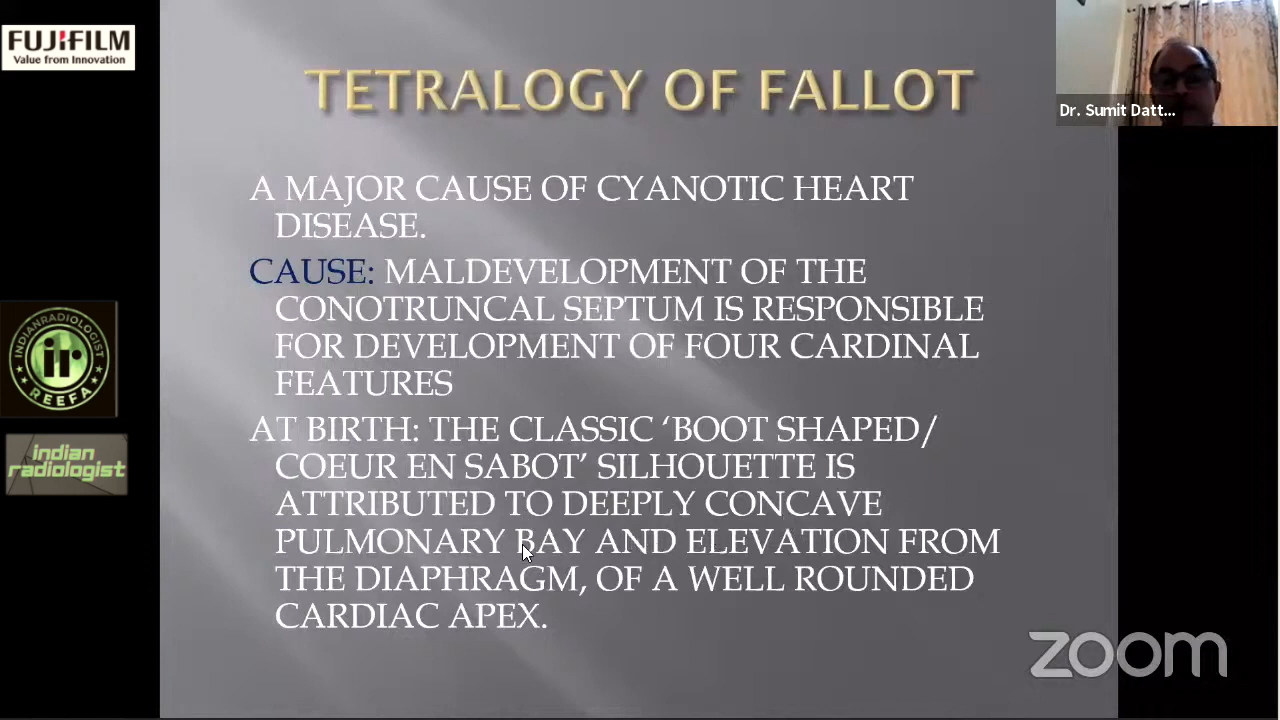 FUJIFILM
Value from Innovation
TETRALOGY OF FALLOT
Dr. Sumit Datt...
A MAJOR CAUSE OF CYANOTIC HEART
DISEASE.
CAUSE: MALDEVELOPMENT OF THE
CONOTRUNCAL SEPTUM IS RESPONSIBLE
FOR DEVELOPMENT OF FOUR CARDINAL
FEATURES
INDIANRADIOLOGIST
ir
REEFA
AT BIRTH: THE CLASSIC ‘BOOT SHAPED/
COEUR EN SABOT’ SILHOUETTE IS
ATTRIBUTED TO DEEPLY CONCAVE
PULMONARY BAY AND ELEVATION FROM
THE DIAPHRAGM, OF A WELL ROUNDED
CARDIAC APEX.
indian
radiologist
zoom